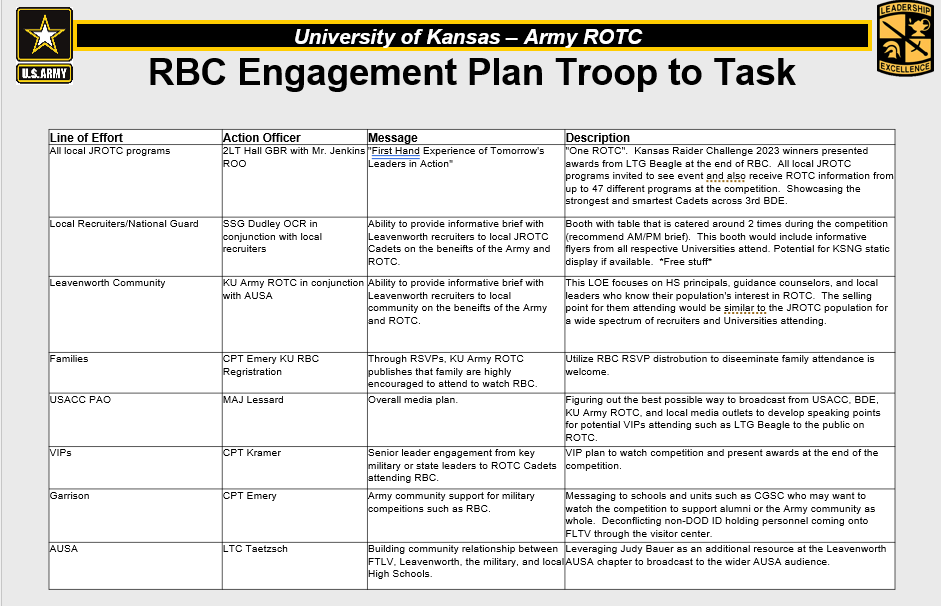 University of Kansas – Army ROTC
LEADERSHIP
EXCELLENCE
U.S.ARMY
RBC Engagement Plan Troop to Task
Line of Effort
Action Officer
Message
Description
All local JROTC programs
2LT Hall GBR with Mr. Jenkins
ROO
"First Hand Experience of Tomorrow's
Leaders in Action"
"One ROTC". Kansas Raider Challenge 2023 winners presented
awards from LTG Beagle at the end of RBC. All local JROTC
programs invited to see event and also receive ROTC information from
up to 47 different programs at the competition. Showcasing the
strongest and smartest Cadets across 3rd BDE.
Local Recruiters/National Guard
SSG Dudley OCR in
conjunction with local
recruiters
Ability to provide informative brief with
Leavenworth recruiters to local JROTC
Cadets on the beneifts of the Army and
ROTC.
Booth with table that is catered around 2 times during the competition
(recommend AM/PM brief). This booth would include informative
flyers from all respective Universities attend. Potential for KSNG static
display if available. *Free stuff*
Leavenworth Community
KU Army ROTC in conjunction
with AUSA
Ability to provide informative brief with
Leavenworth recruiters to local
community on the beneifts of the Army
and ROTC.
This LOE focuses on HS principals, guidance counselors, and local
leaders who know their population's interest in ROTC. The selling
point for them attending would be similar to the JROTC population for
a wide spectrum of recruiters and Universities attending.
Families
CPT Emery KU RBC
Regristration
Through RSVPs, KU Army ROTC
publishes that family are highly
encouraged to attend to watch RBC.
Utilize RBC RSVP distrobution to diseeminate family attendance is
welcome.
USACC PAO
MAJ Lessard
Overall media plan.
Figuring out the best possible way to broadcast from USACC, BDE,
KU Army ROTC, and local media outlets to develop speaking points
for potential VIPs attending such as LTG Beagle to the public on
ROTC.
VIPs
CPT Kramer
Senior leader engagement from key
military or state leaders to ROTC Cadets
attending RBC.
VIP plan to watch competition and present awards at the end of the
competition.
Garrison
CPT Emery
Army community support for military
compeitions such as RBC.
Messaging to schools and units such as CGSC who may want to
watch the competition to support alumni or the Army community as
whole. Deconflicting non-DOD ID holding personnel coming onto
FLTV through the visitor center.
AUSA
LTC Taetzsch
Building community relationship between
FTLV, Leavenworth, the military, and local
High Schools.
Leveraging Judy Bauer as an additional resource at the Leavenworth
AUSA chapter to broadcast to the wider AUSA audience.